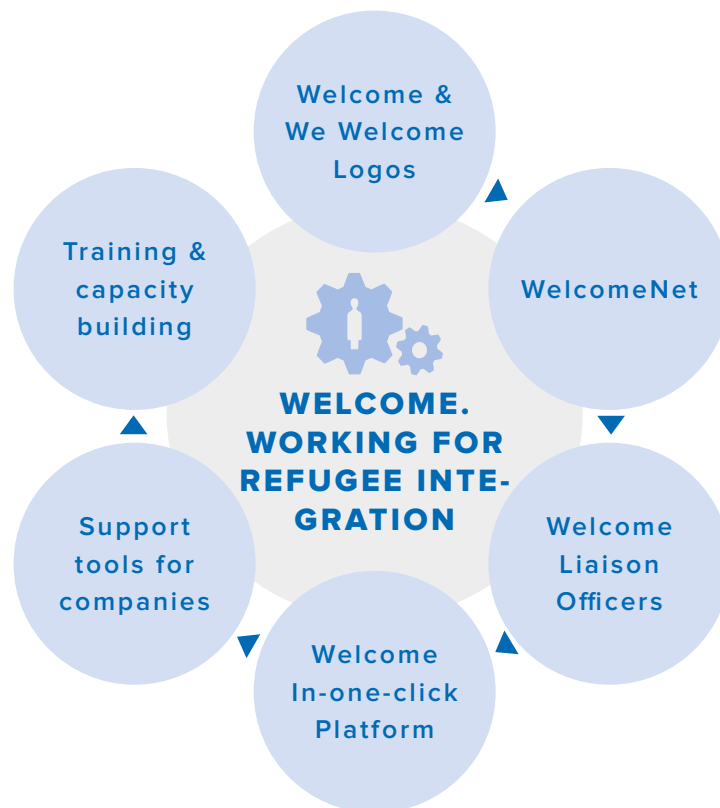 Welcome &
We Welcome
Logos
Training &
capacity
building
WelcomeNet
WELCOME.
WORKING FOR
REFUGEE INTE-
GRATION
Support
tools for
companies
Welcome
Liaison
Officers
Welcome
In-one-click
Platform